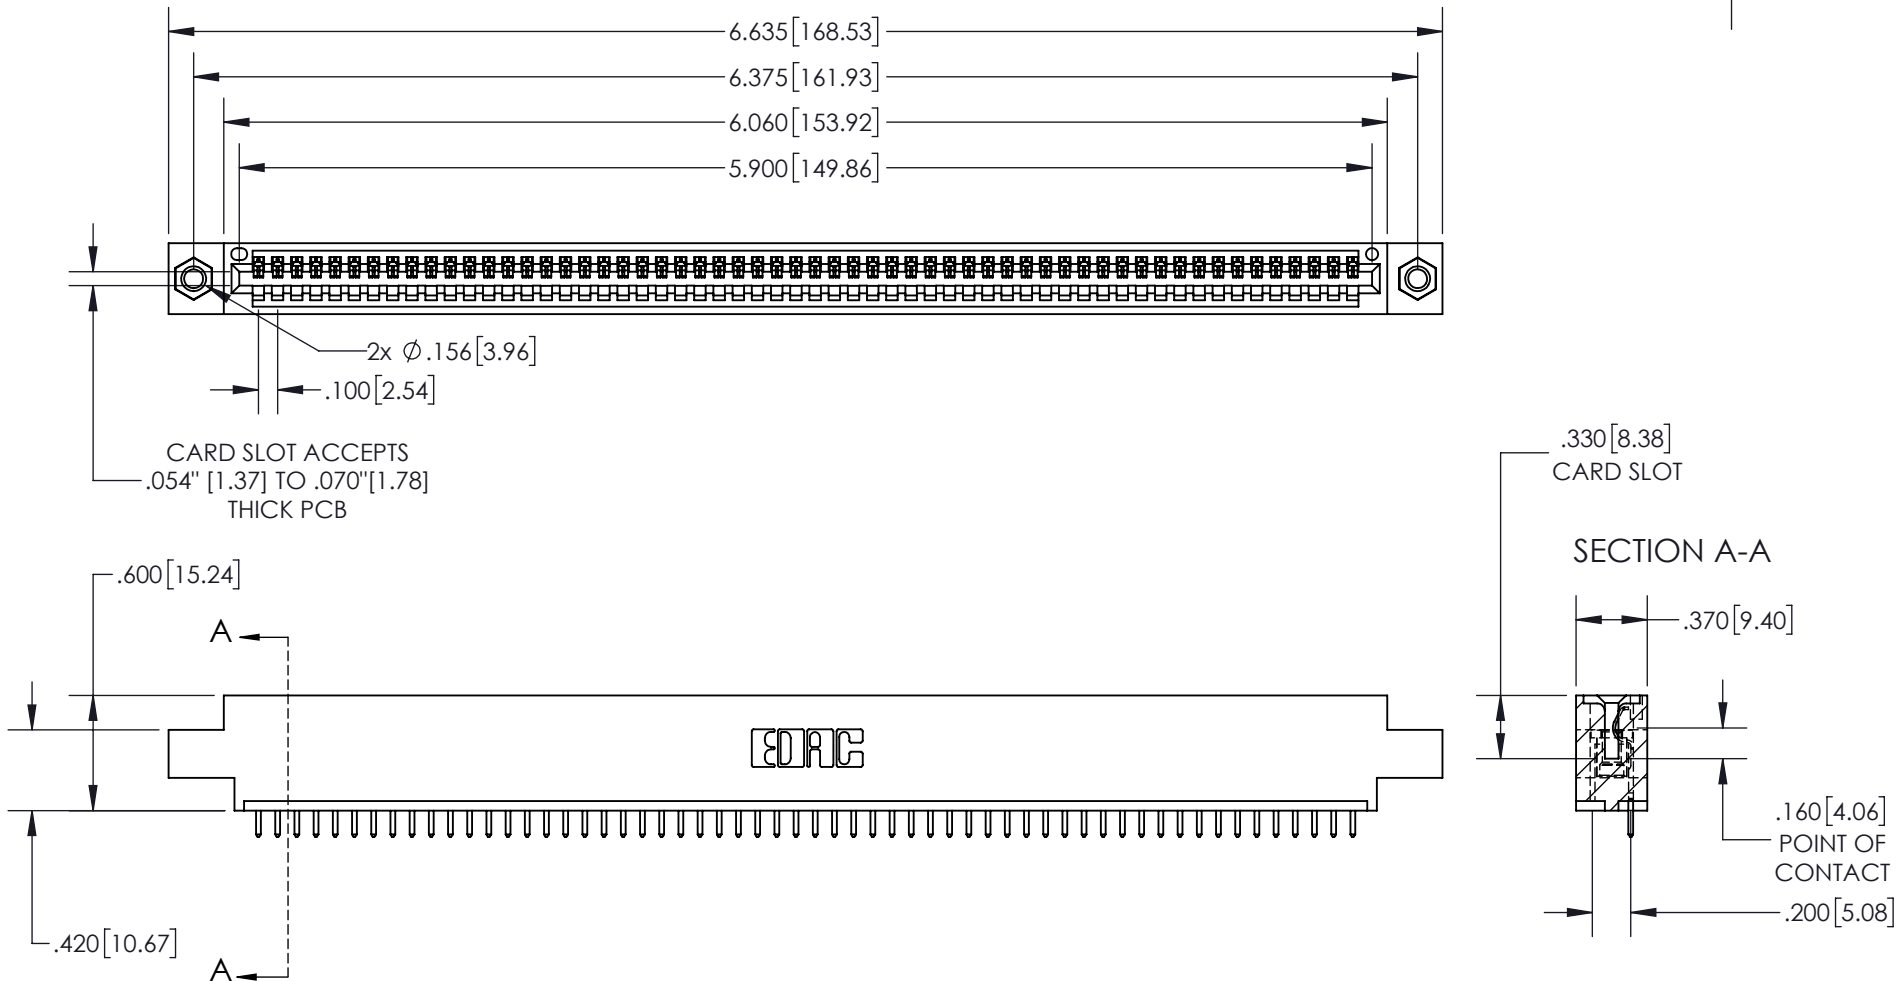 6.635[168.53]
6.375[161.93]
6.060[153.92]
5.900[149.86]
2x Ø.156[3.96]
.100[2.54]
CARD SLOT ACCEPTS
.054" [1.37] TO .070"[1.78]
THICK PCB
.330[8.38]
CARD SLOT
SECTION A-A
.600[15.24]
.370[9.40]
A
EDAC
.160[4.06]
POINT OF
CONTACT
.200[5.08]
.420[10.67]
A